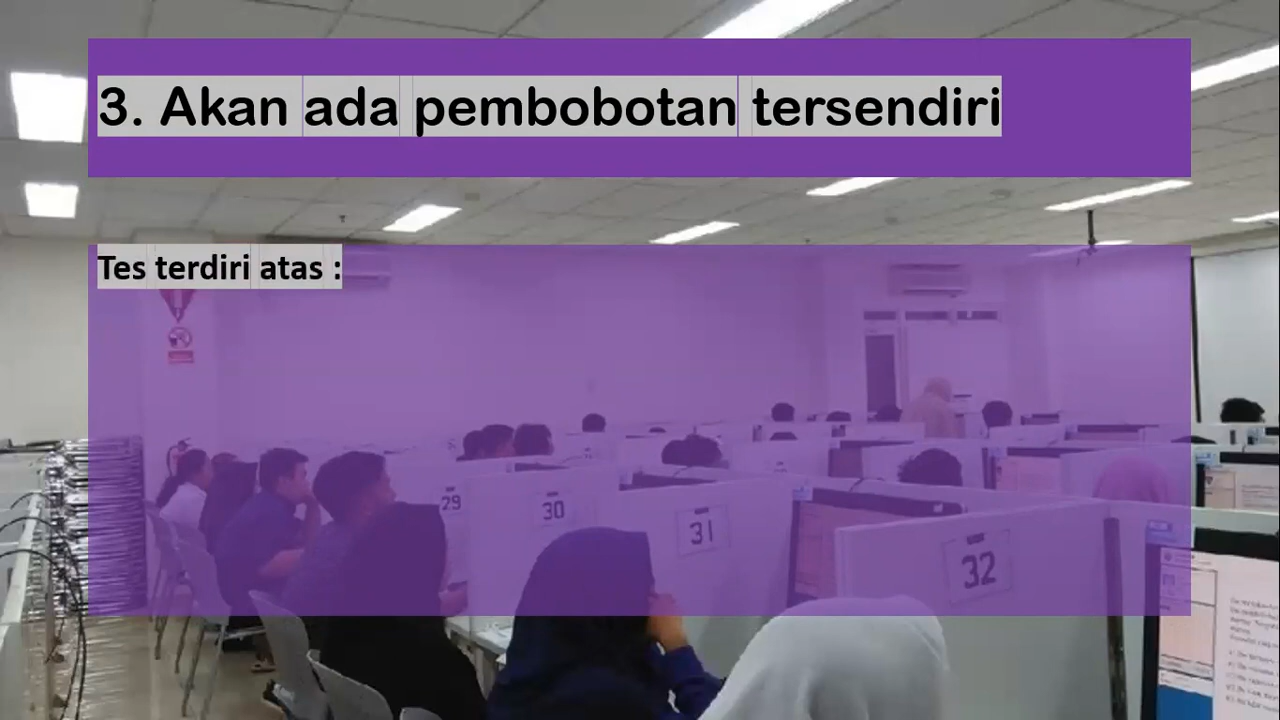 3. Akan ada pembobotan tersendiri
Tes terdiri atas :
29
30
31
32